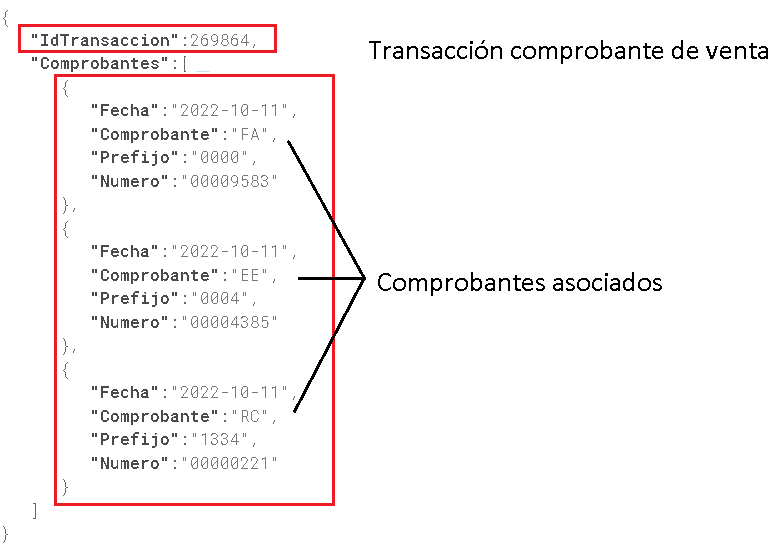 {
"IdTransaccion":269864,
Transacción comprobante de venta
"Comprobantes":[
{
"Fecha":"2022-10-11",
"Comprobante":"FA",
"Prefijo":"0000",
"Numero":"00009583"
},
{
"Fecha":"2022-10-11",
"Comprobante":"EE",
"Prefijo":"0004",
"Numero":"00004385"
},
{
"Fecha":"2022-10-11",
"Comprobante":"RC",
"Prefijo":"1334",
"Numero":"00000221"
}
]
}
Comprobantes asociados